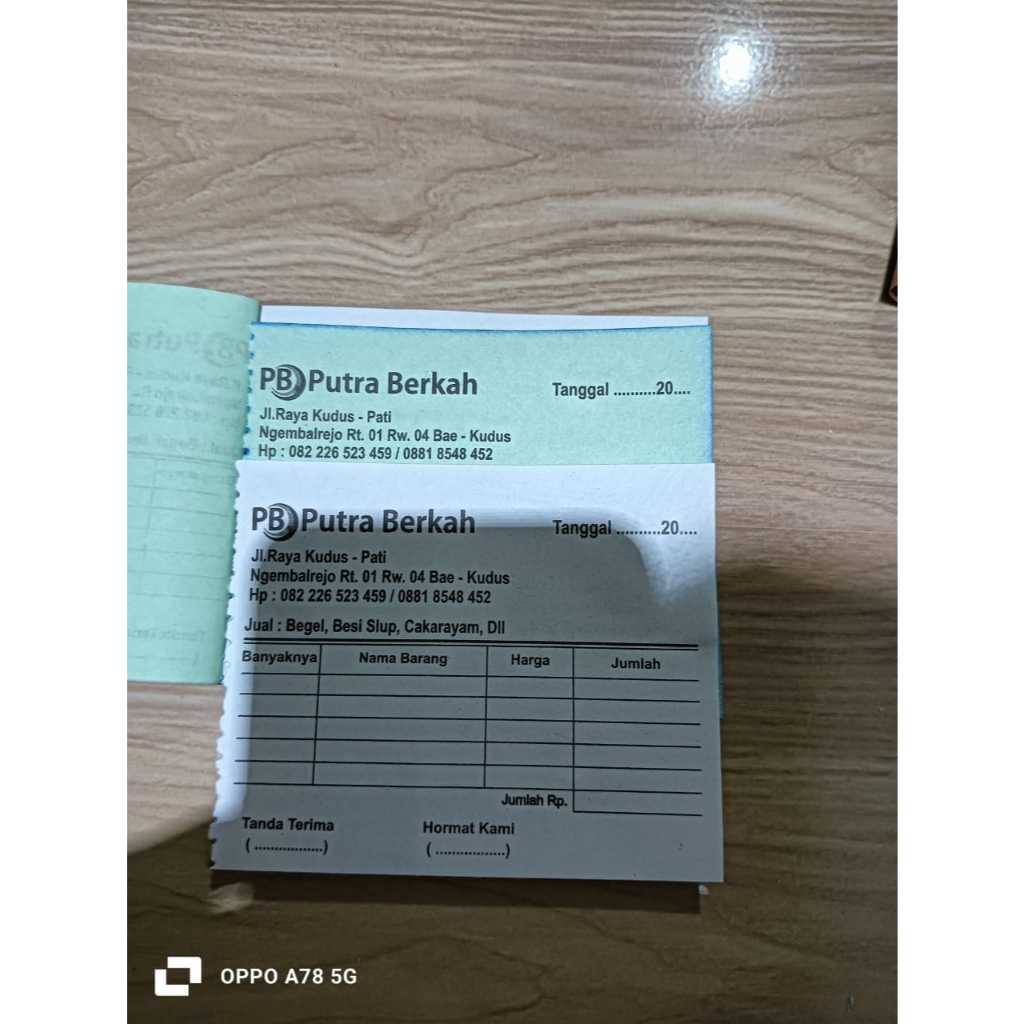 PB Putra Berkah
Tanggal ..........20....
Jl.Raya Kudus - Pati
Ngembalrejo Rt. 01 Rw. 04 Bae - Kudus
Hp : 082 226 523 459 / 0881 8548 452
PB Putra Berkah
Tanggal ..........20....
Jl.Raya Kudus - Pati
Ngembalrejo Rt. 01 Rw. 04 Bae - Kudus
Hp : 082 226 523 459 / 0881 8548 452
Jual : Begel, Besi Slup, Cakarayam, Dll
Banyaknya Nama Barang Harga Jumlah
Jumlah Rp.
Tanda Terima Hormat Kami
(.................) (.................)
OPPO A78 5G